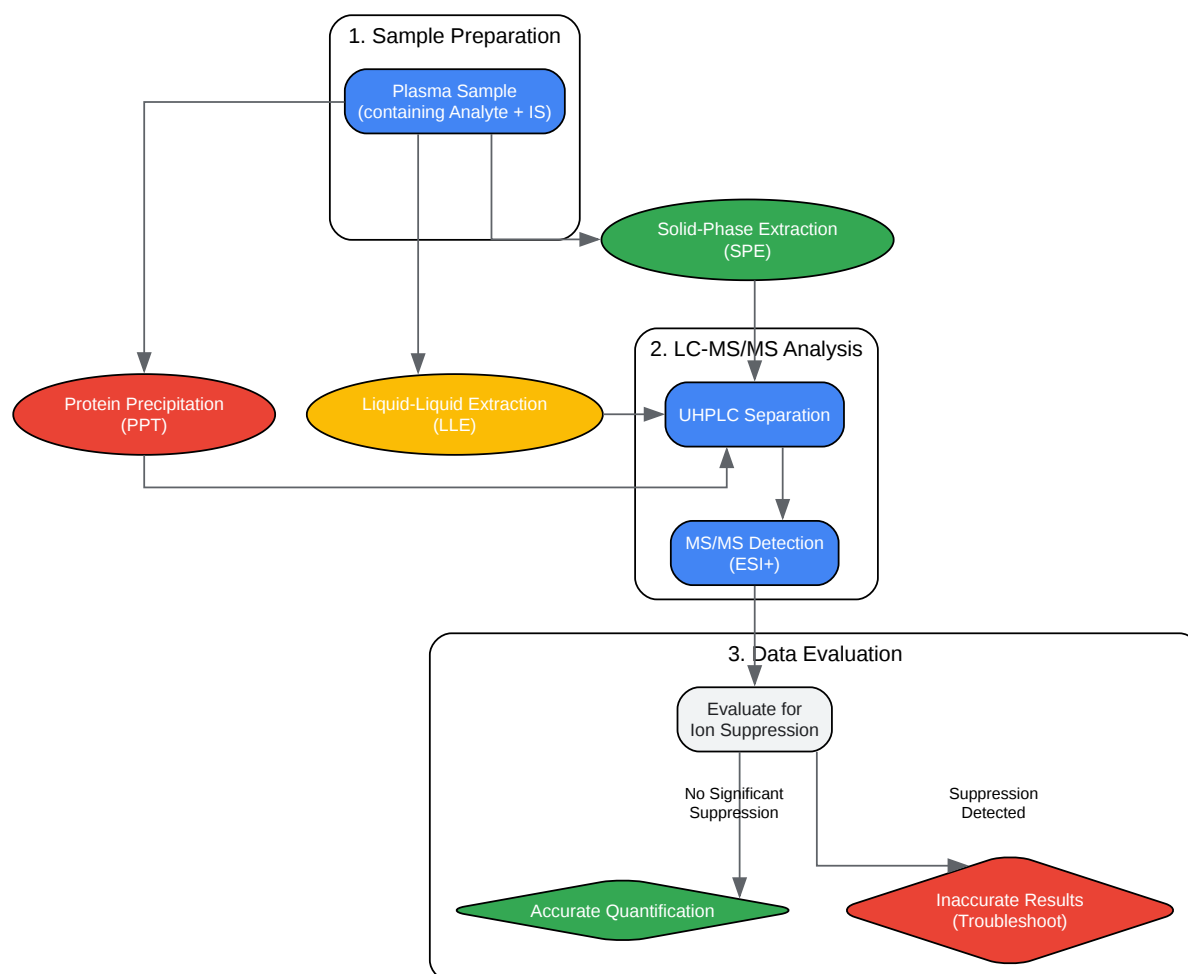 1. Sample Preparation
Plasma Sample
(containing Analyte + IS)
Solid-Phase Extraction
(SPE)
2. LC-MS/MS Analysis
Protein Precipitation
(PPT)
Liquid-Liquid Extraction
(LLE)
UHPLC Separation
MS/MS Detection
(ESI+)
3. Data Evaluation
Evaluate for
Ion Suppression
No Significant
Suppression
Suppression
Detected
Accurate Quantification
Inaccurate Results
(Troubleshoot)